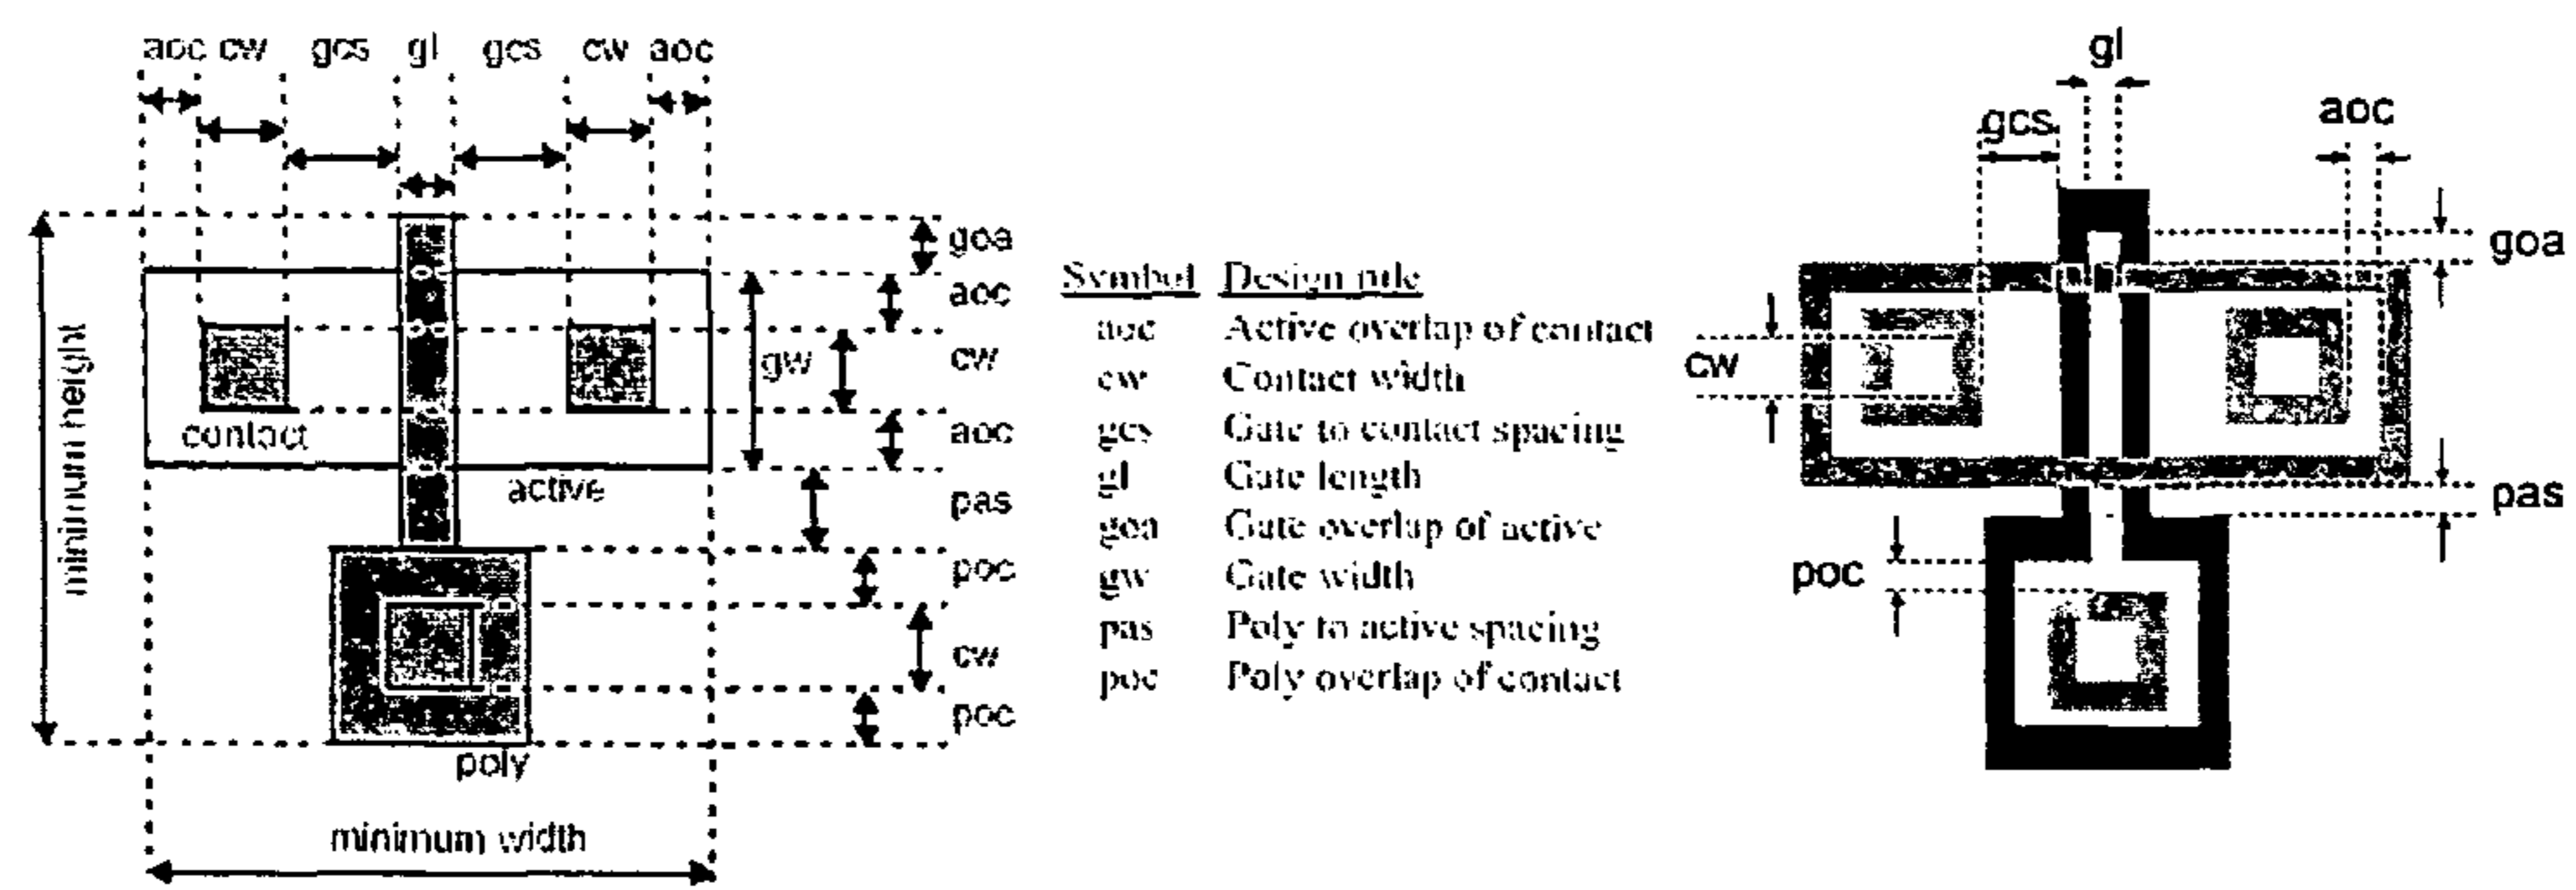 aoc cw gcs gl gcs cw aoc
goa
aoc
gw
cw
contact
aoc
active
pas
poc
cw
poc
poly
minimum height
minimum width
Symbol Design rule
aoc Active overlap of contact
cw Contact width
gcs Gate to contact spacing
gl Gate length
goa Gate overlap of active
gw Gate width
pas Poly to active spacing
poc Poly overlap of contact
gl
gcs
aoc
goa
cw
pas
poc